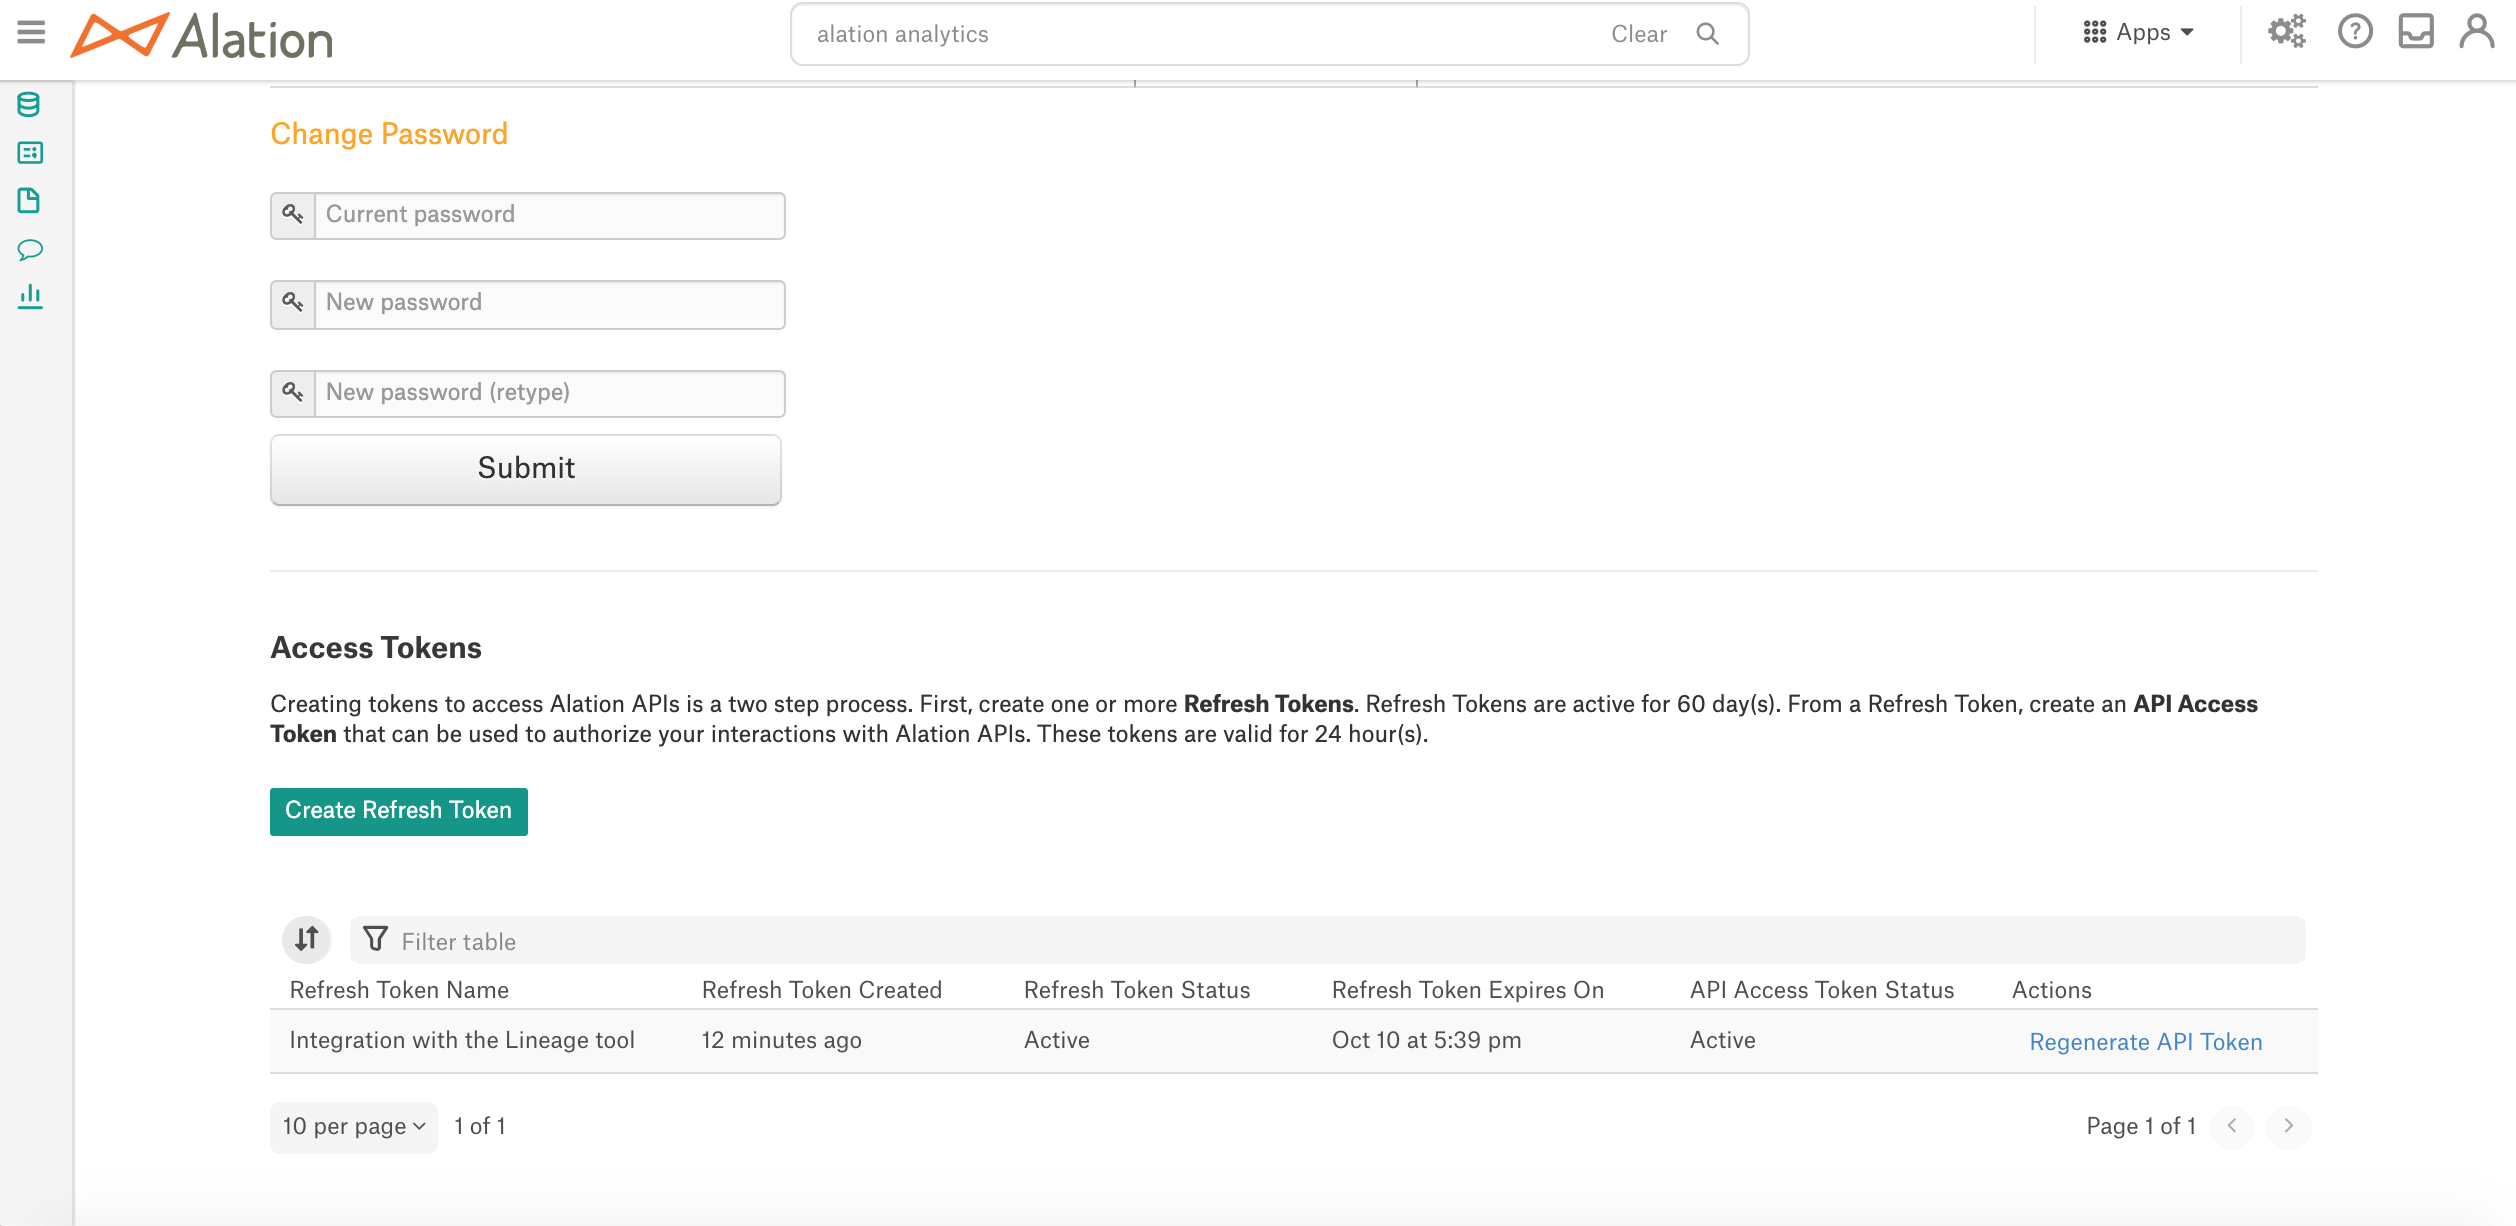 Alation
alation analytics
Clear
Apps
Change Password
Current password
New password
New password (retype)
Submit
Access Tokens
Creating tokens to access Alation APIs is a two step process. First, create one or more Refresh Tokens. Refresh Tokens are active for 60 day(s). From a Refresh Token, create an API Access
Token that can be used to authorize your interactions with Alation APIs. These tokens are valid for 24 hour(s).
Create Refresh Token
Filter table
Refresh Token Name Refresh Token Created Refresh Token Status Refresh Token Expires On API Access Token Status Actions
Integration with the Lineage tool 12 minutes ago Active Oct 10 at 5:39 pm Active Regenerate API Token
10 per page 1 of 1 Page 1 of 1